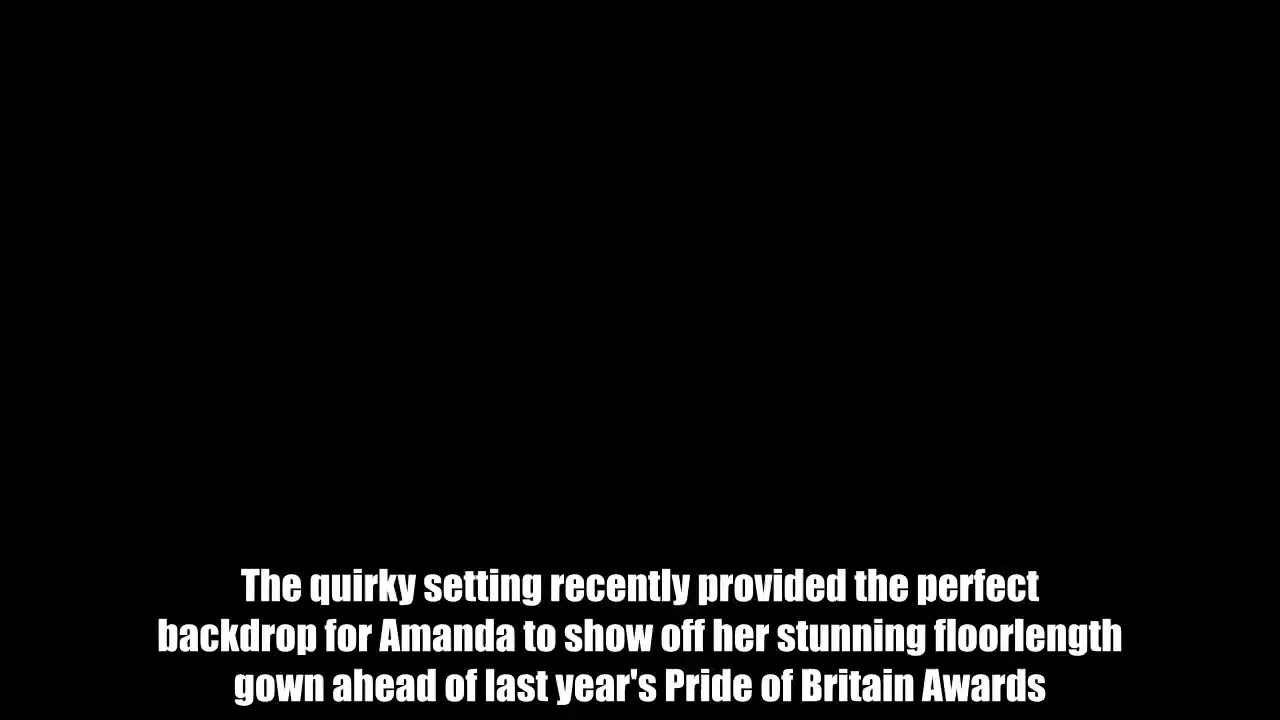 The quirky setting recently provided the perfect
backdrop for Amanda to show off her stunning floorlength
gown ahead of last year's Pride of Britain Awards